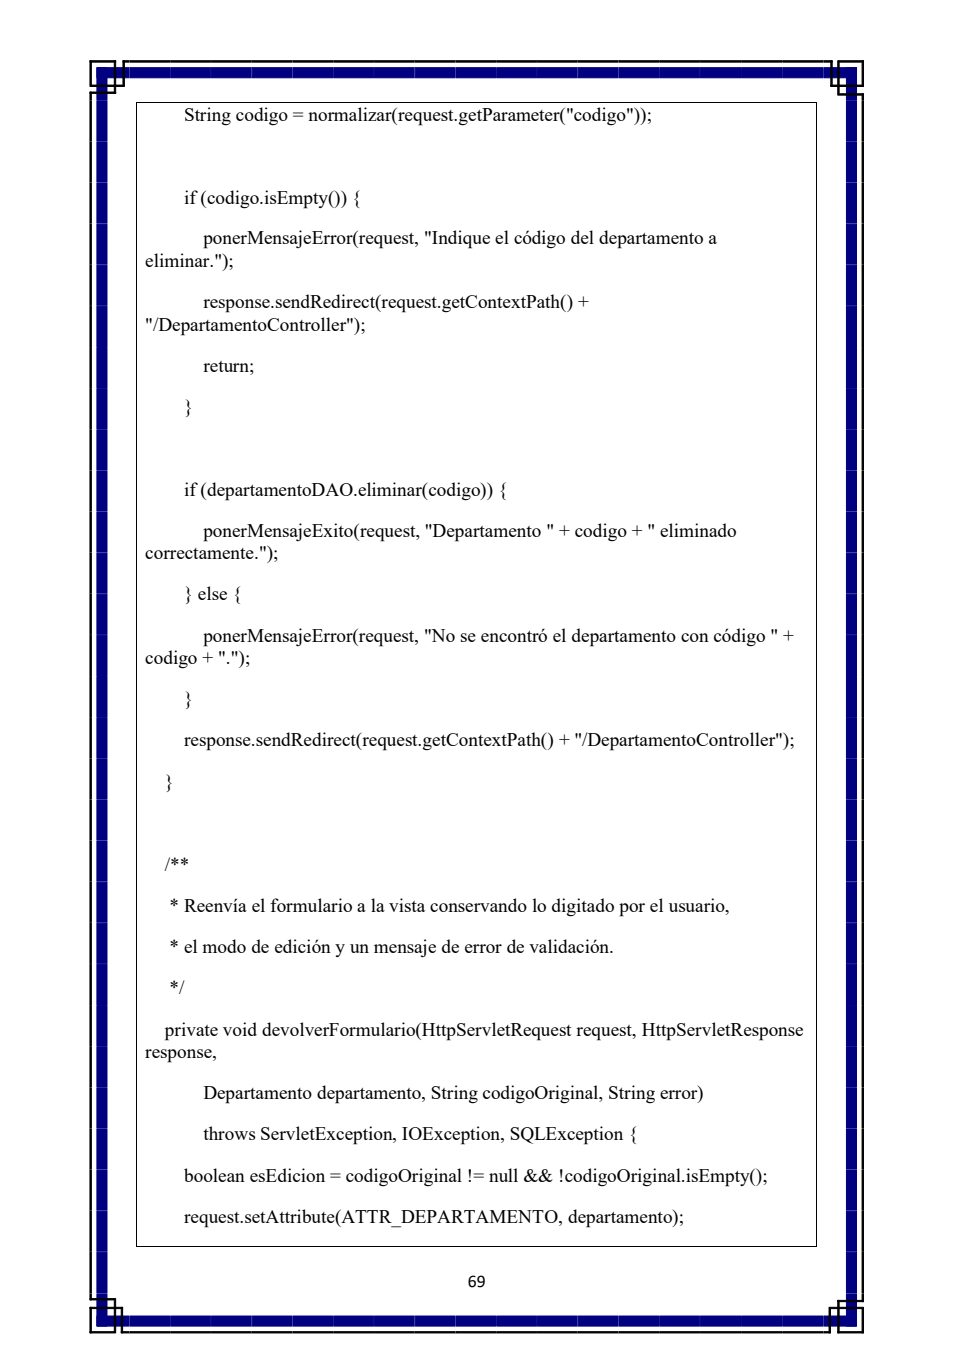 String codigo = normalizar(request.getParameter("codigo"));
if (codigo.isEmpty()) {
ponerMensajeError(request, "Indique el código del departamento a
eliminar.");
response.sendRedirect(request.getContextPath() +
"/DepartamentoController");
return;
}
if (departamentoDAO.eliminar(codigo)) {
ponerMensajeExito(request, "Departamento " + codigo + " eliminado
correctamente.");
} else {
ponerMensajeError(request, "No se encontró el departamento con código " +
codigo + ".");
}
response.sendRedirect(request.getContextPath() + "/DepartamentoController");
}
/**
* Reenvía el formulario a la vista conservando lo digitado por el usuario,
* el modo de edición y un mensaje de error de validación.
*/
private void devolverFormulario(HttpServletRequest request, HttpServletResponse
response,
Departamento departamento, String codigoOriginal, String error)
throws ServletException, IOException, SQLException {
boolean esEdicion = codigoOriginal != null && !codigoOriginal.isEmpty();
request.setAttribute(ATTR_DEPARTAMENTO, departamento);
69